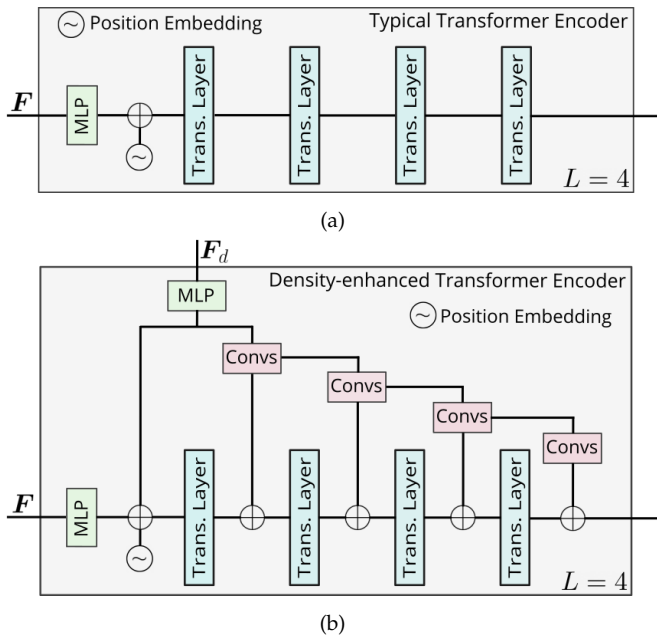 ~ Position Embedding
Typical Transformer Encoder
F
MLP
~
Trans. Layer
Trans. Layer
Trans. Layer
Trans. Layer
L = 4
(a)
F_d
MLP
Density-enhanced Transformer Encoder
~ Position Embedding
Convs
Convs
Convs
Convs
F
MLP
~
Trans. Layer
Trans. Layer
Trans. Layer
Trans. Layer
L = 4
(b)